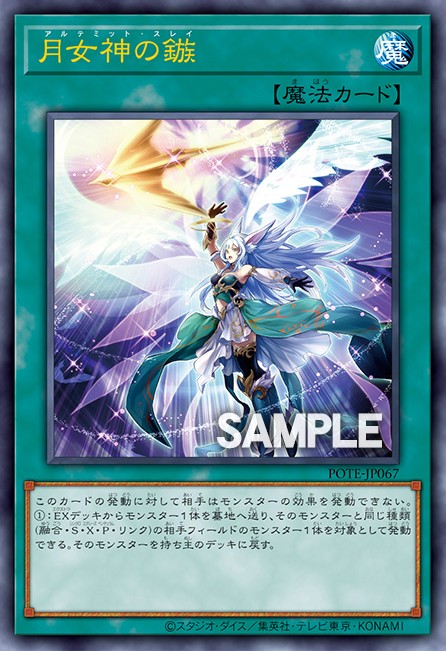 アルテミット・スレイ
月女神の鏃
魔
まほう
【魔法カード】
SAMPLE
POTE-JP067
このカードの発動に対して相手はモンスターの効果を発動できない。
①：EXデッキからモンスター1体を墓地へ送り、そのモンスターと同じ種類
(融合・S・X・P・リンク)の相手フィールドのモンスター1体を対象として発動
できる。そのモンスターを持ち主のデッキに戻す。
©スタジオ・ダイス／集英社・テレビ東京・KONAMI